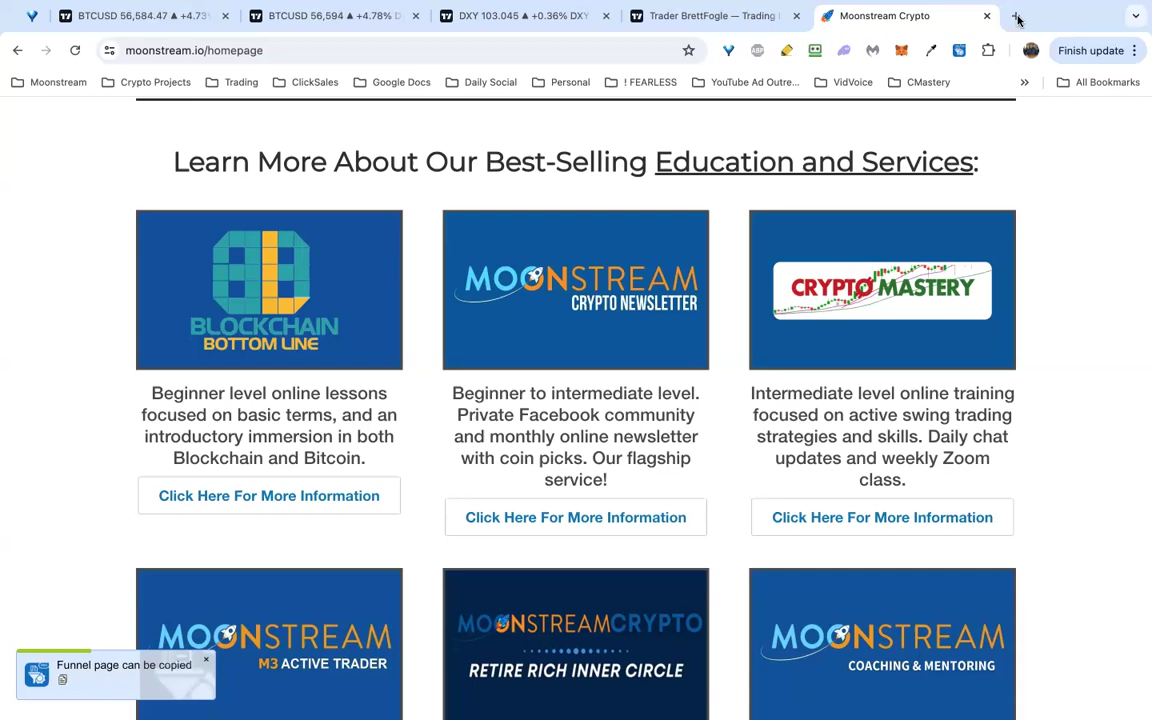 BTCUSD 56,584.47 ▲ +4.73
BTCUSD 56,594 ▲ +4.78% D
DXY 103.045 ▲ +0.36% DXY
Trader BrettFogle — Trading
Moonstream Crypto
moonstream.io/homepage
Finish update
Moonstream
Crypto Projects
Trading
ClickSales
Google Docs
Daily Social
Personal
! FEARLESS
YouTube Ad Outre...
VidVoice
CMastery
All Bookmarks
Learn More About Our Best-Selling Education and Services:
BLOCKCHAIN
BOTTOM LINE
MOONSTREAM
CRYPTO NEWSLETTER
CRYPTO MASTERY
Beginner level online lessons
focused on basic terms, and an
introductory immersion in both
Blockchain and Bitcoin.
Click Here For More Information
Beginner to intermediate level.
Private Facebook community
and monthly online newsletter
with coin picks. Our flagship
service!
Click Here For More Information
Intermediate level online training
focused on active swing trading
strategies and skills. Daily chat
updates and weekly Zoom
class.
Click Here For More Information
MOONSTREAM
M3 ACTIVE TRADER
MOONSTREAMCRYPTO
RETIRE RICH INNER CIRCLE
MOONSTREAM
COACHING & MENTORING
Funnel page can be copied